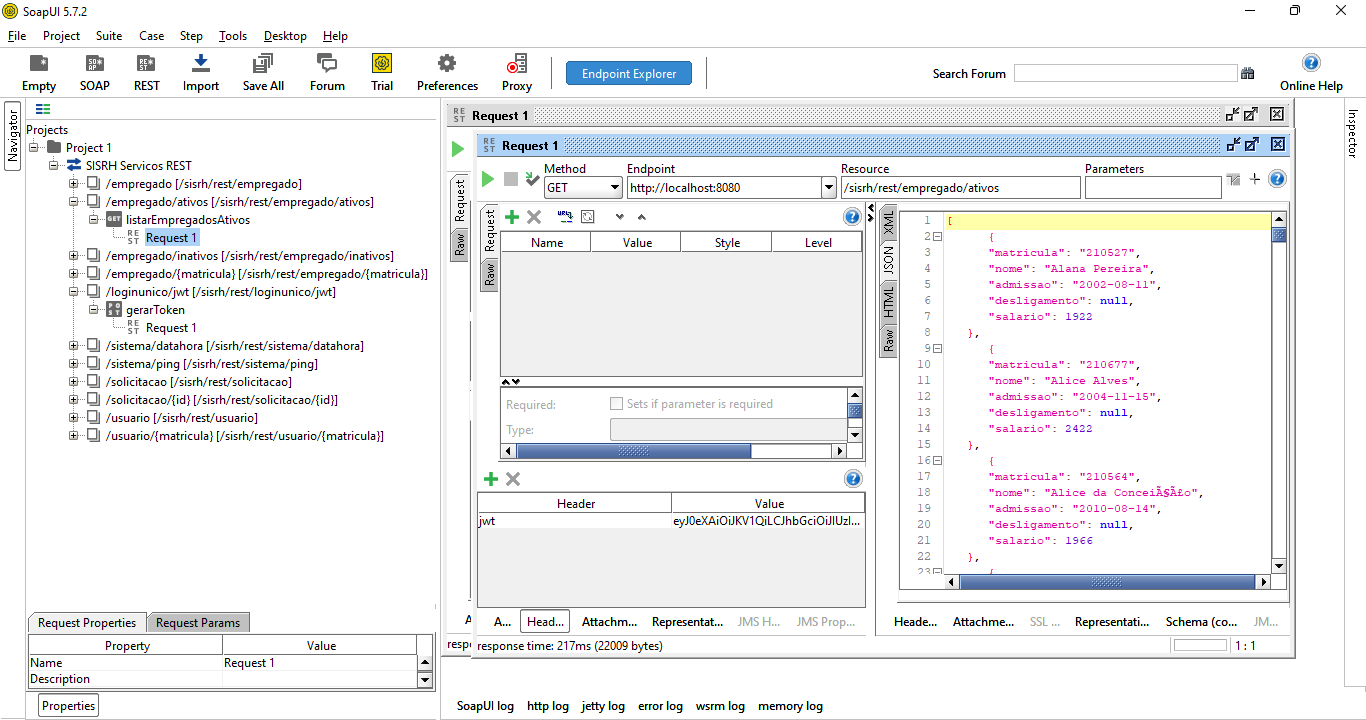 SoapUI 5.7.2
File Project Suite Case Step Tools Desktop Help
Empty SOAP REST Import Save All Forum Trial Preferences Proxy Endpoint Explorer Search Forum Online Help
Navigator
Projects
Project 1
SISRH Servicos REST
/empregado [/sisrh/rest/empregado]
/empregado/ativos [/sisrh/rest/empregado/ativos]
GET listarEmpregadosAtivos
REST Request 1
/empregado/inativos [/sisrh/rest/empregado/inativos]
/empregado/{matricula} [/sisrh/rest/empregado/{matricula}]
/loginunico/jwt [/sisrh/rest/loginunico/jwt]
POST gerarToken
REST Request 1
/sistema/datahora [/sisrh/rest/sistema/datahora]
/sistema/ping [/sisrh/rest/sistema/ping]
/solicitacao [/sisrh/rest/solicitacao]
/solicitacao/{id} [/sisrh/rest/solicitacao/{id}]
/usuario [/sisrh/rest/usuario]
/usuario/{matricula} [/sisrh/rest/usuario/{matricula}]
Request Properties Request Params
Property Value
Name Request 1
Description
Properties
REST Request 1
Request
Raw
A
resp
REST Request 1
Method Endpoint Resource Parameters
GET http://localhost:8080 /sisrh/rest/empregado/ativos
Request
Raw
Name Value Style Level
Required: Sets if parameter is required
Type:
Header Value
jwt eyJ0eXAiOiJKV1QiLCJhbGciOiJIUzI...
A... Head... Attachm... Representat... JMS H... JMS Prop...
XML
JSON
HTML
Raw
1 [
2 {
3 "matricula": "210527",
4 "nome": "Alana Pereira",
5 "admissao": "2002-08-11",
6 "desligamento": null,
7 "salario": 1922
8 },
9 {
10 "matricula": "210677",
11 "nome": "Alice Alves",
12 "admissao": "2004-11-15",
13 "desligamento": null,
14 "salario": 2422
15 },
16 {
17 "matricula": "210564",
18 "nome": "Alice da ConceiÃ§Ã£o",
19 "admissao": "2010-08-14",
20 "desligamento": null,
21 "salario": 1966
22 },
23 {
Heade... Attachme... SSL ... Representati... Schema (co... JM...
response time: 217ms (22009 bytes) 1 : 1
Inspector
SoapUI log http log jetty log error log wsrm log memory log